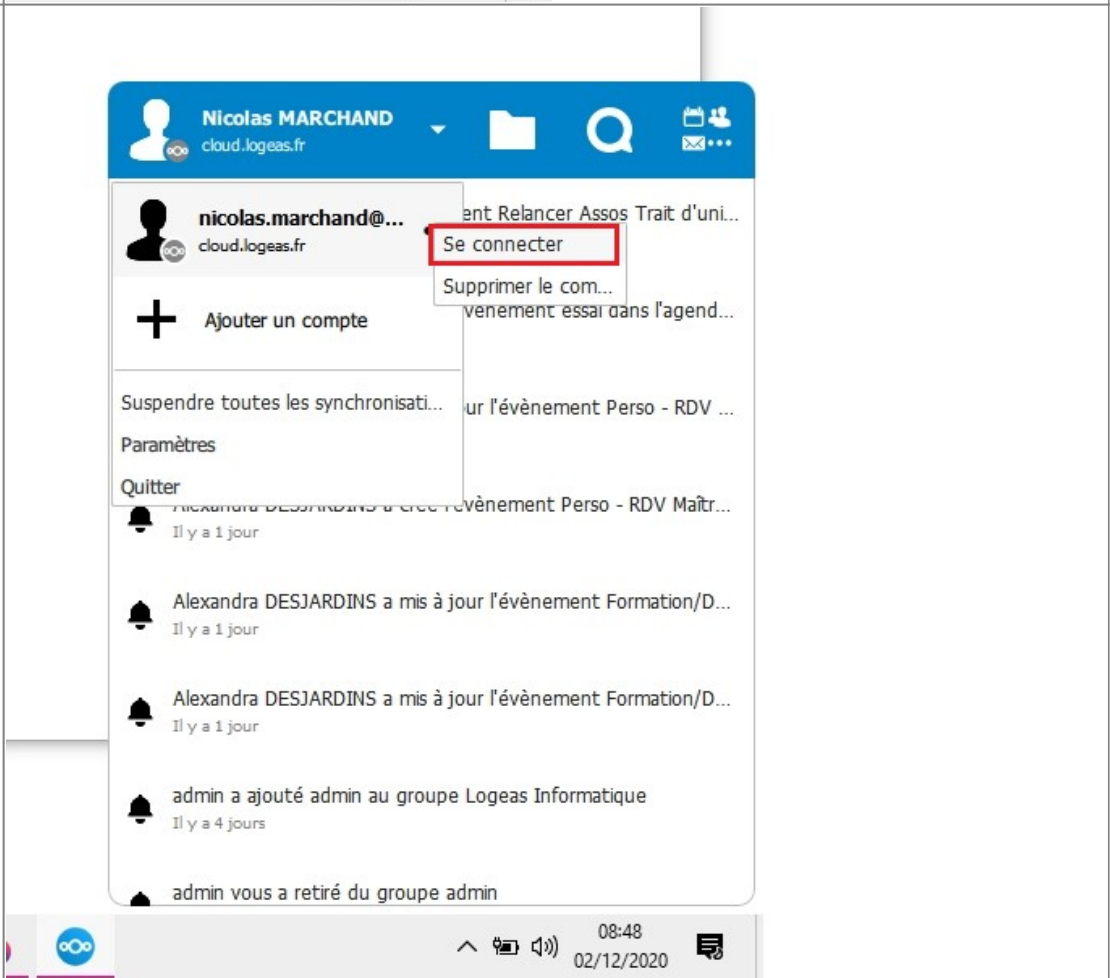 Nicolas MARCHAND
cloud.logeas.fr
nicolas.marchand@...
cloud.logeas.fr
ent Relancer Assos Trait d'uni...
Se connecter
Supprimer le com...
Ajouter un compte
vènement essai dans l'agend...
Suspendre toutes les synchronisati...
ur l'évènement Perso - RDV ...
Paramètres
Quitter
Alexandra DESJARDINS a créé l'évènement Perso - RDV Maîtr...
Il y a 1 jour
Alexandra DESJARDINS a mis à jour l'évènement Formation/D...
Il y a 1 jour
Alexandra DESJARDINS a mis à jour l'évènement Formation/D...
Il y a 1 jour
admin a ajouté admin au groupe Logeas Informatique
Il y a 4 jours
admin vous a retiré du groupe admin
08:48
02/12/2020